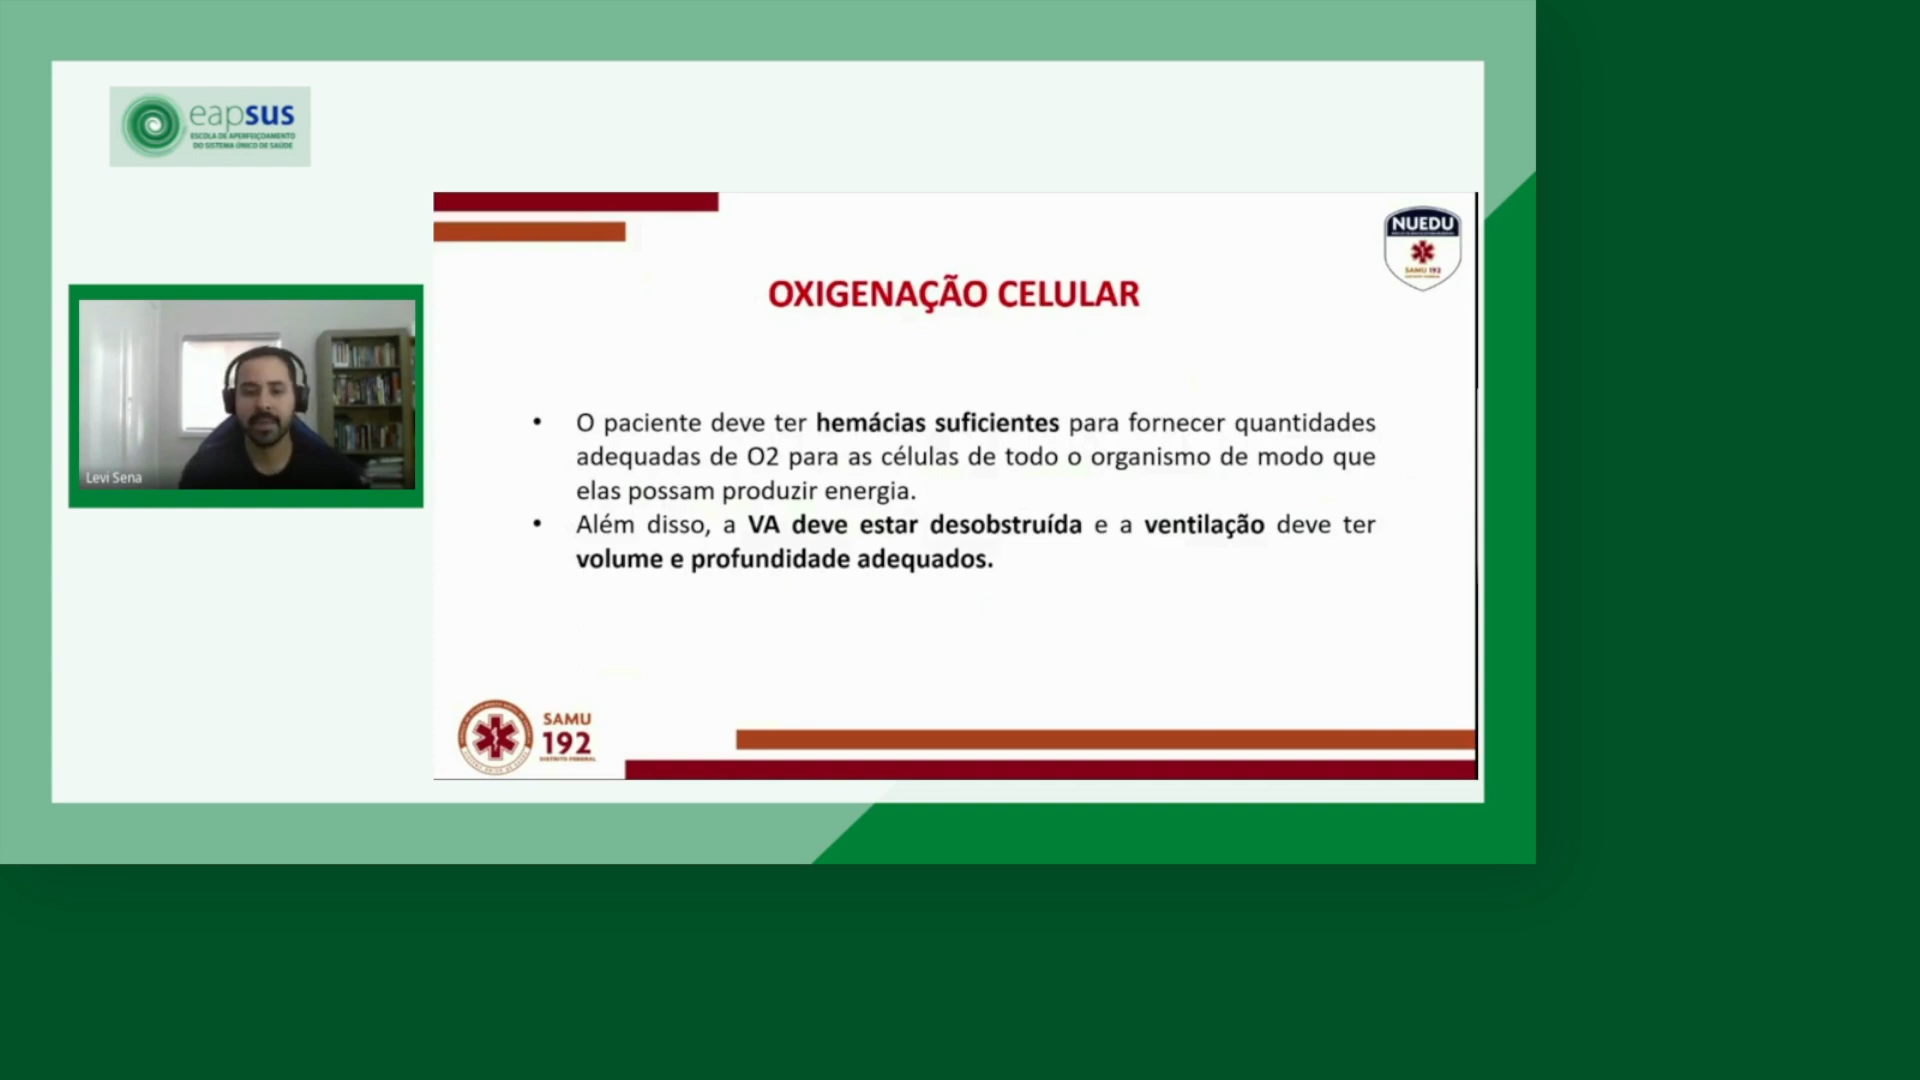 eapsus
ESCOLA DE APERFEIÇOAMENTO
DO SISTEMA ÚNICO DE SAÚDE
NUEDU
SAMU 192
OXIGENAÇÃO CELULAR
• O paciente deve ter hemácias suficientes para fornecer quantidades
adequadas de O2 para as células de todo o organismo de modo que
elas possam produzir energia.
• Além disso, a VA deve estar desobstruída e a ventilação deve ter
volume e profundidade adequados.
Levi Sena
SAMU
192
DISTRITO FEDERAL